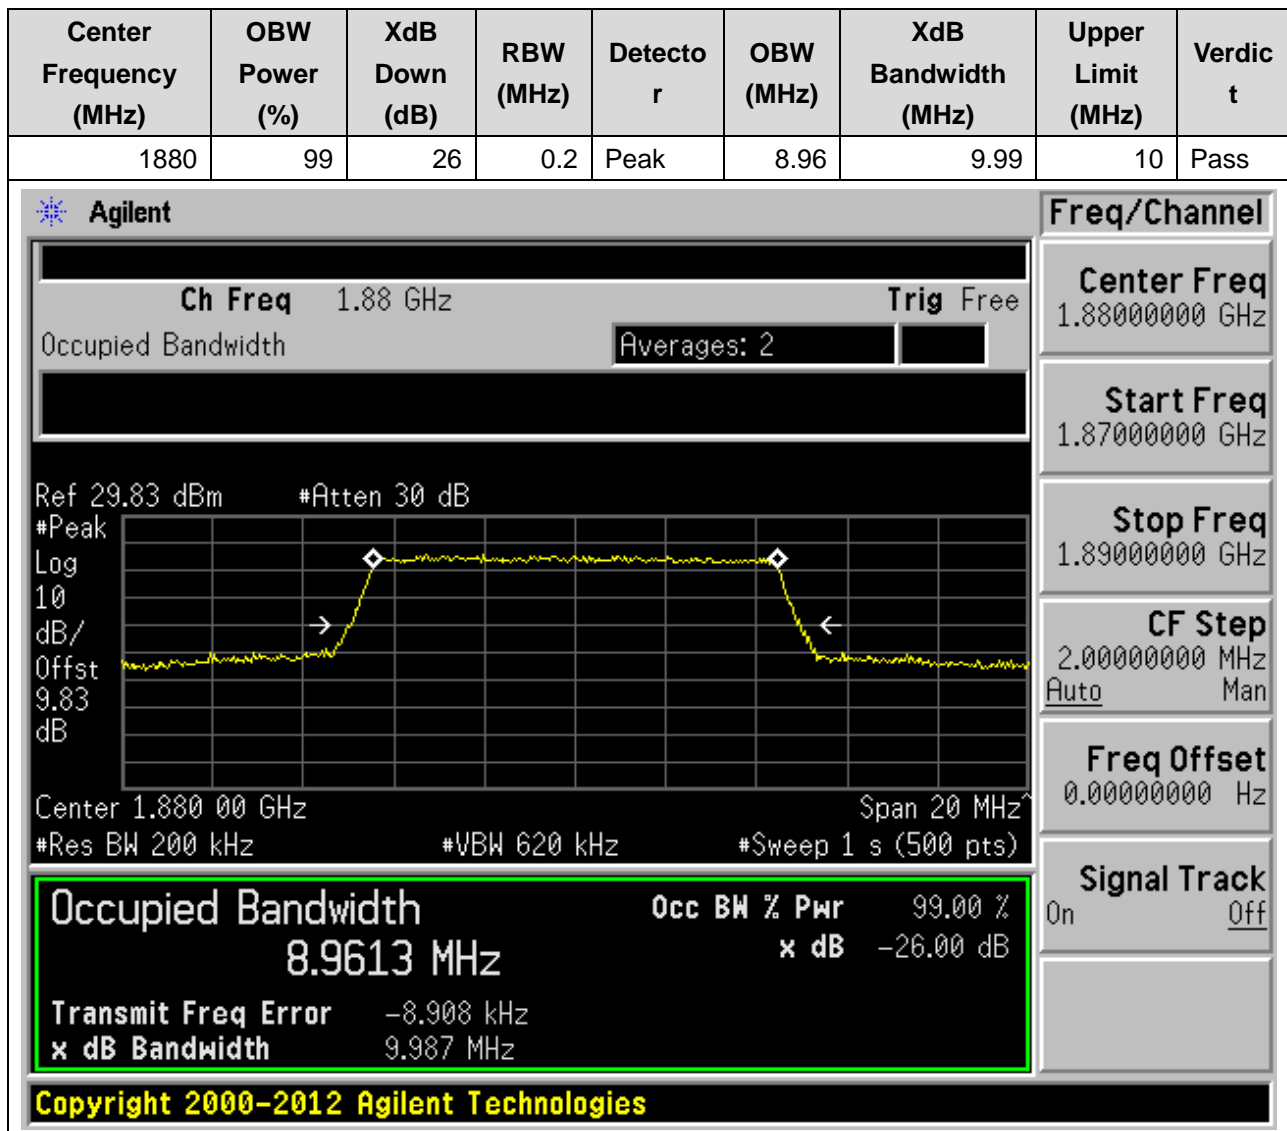 Center Frequency (MHz) OBW Power (%) XdB Down (dB) RBW (MHz) Detecto r OBW (MHz) XdB Bandwidth (MHz) Upper Limit (MHz) Verdic t
1880 99 26 0.2 Peak 8.96 9.99 10 Pass
Agilent
Freq/Channel
Ch Freq 1.88 GHz Trig Free
Occupied Bandwidth Averages: 2
Ref 29.83 dBm #Atten 30 dB
#Peak
Log
10
dB/
Offst
9.83
dB
Center 1.880 00 GHz Span 20 MHz^
#Res BW 200 kHz #VBW 620 kHz #Sweep 1 s (500 pts)
Occupied Bandwidth Occ BW % Pwr 99.00 %
8.9613 MHz x dB -26.00 dB
Transmit Freq Error -8.908 kHz
x dB Bandwidth 9.987 MHz
Center Freq
1.88000000 GHz
Start Freq
1.87000000 GHz
Stop Freq
1.89000000 GHz
CF Step
2.00000000 MHz
Auto Man
Freq Offset
0.00000000 Hz
Signal Track
On Off
Copyright 2000-2012 Agilent Technologies